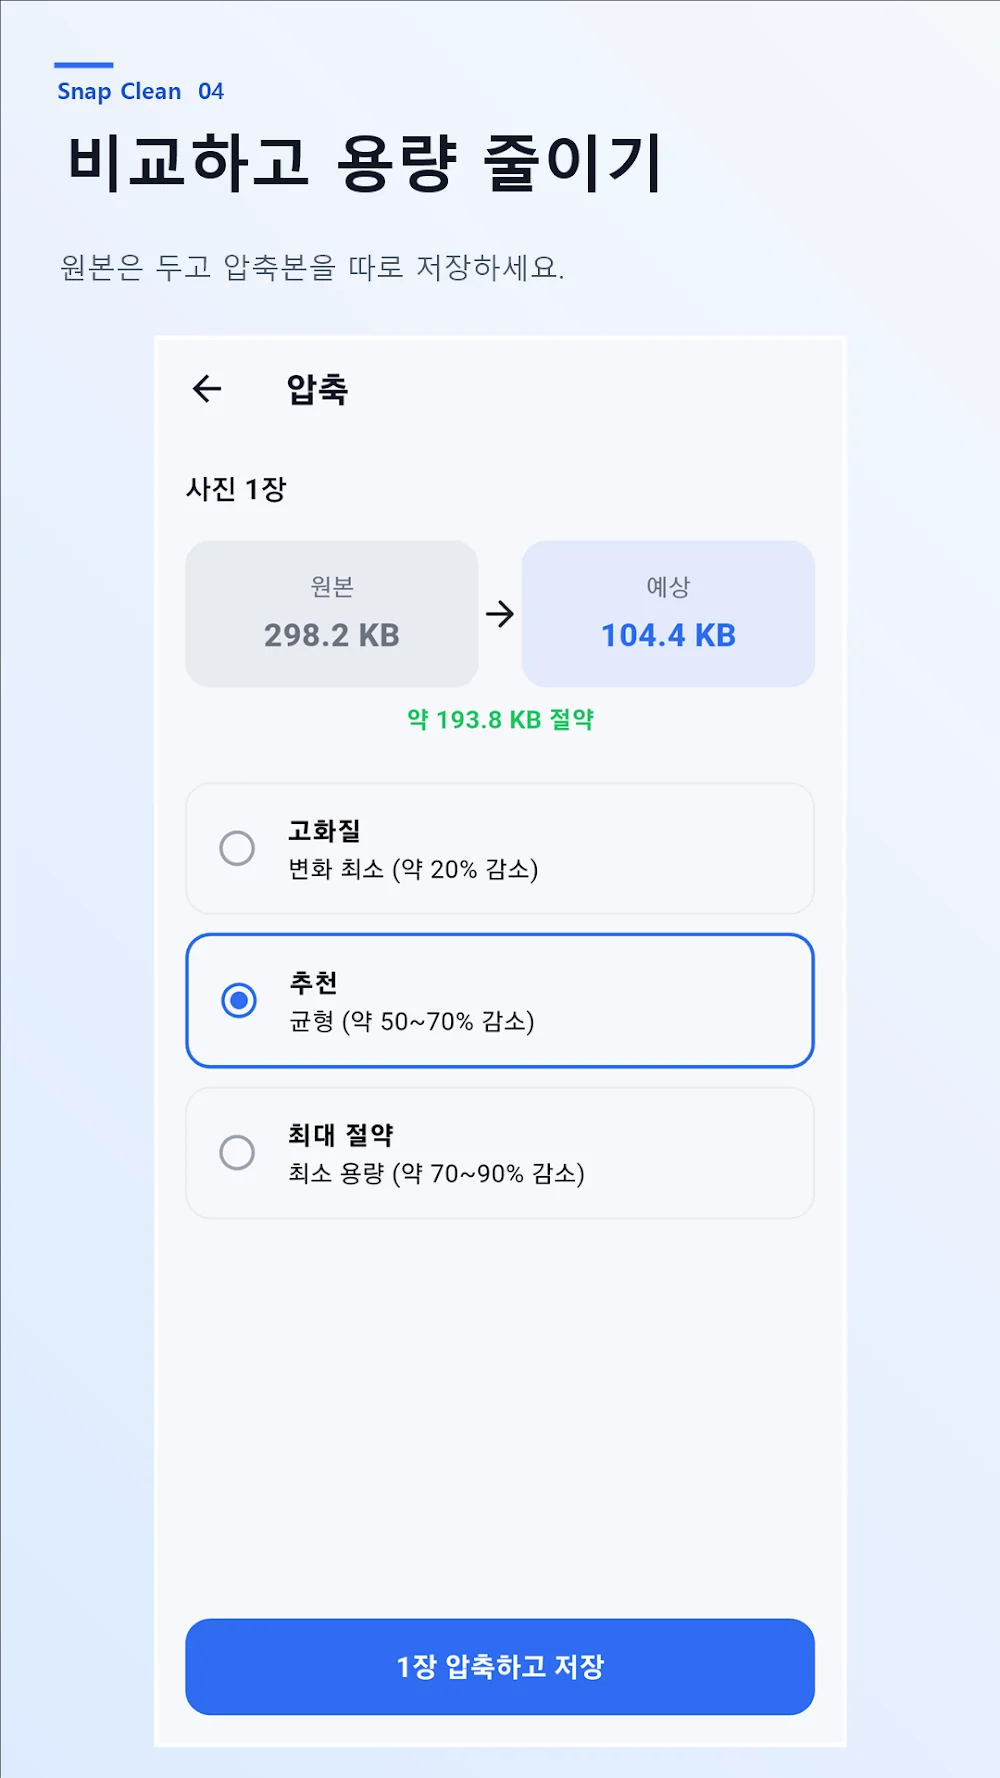 Snap Clean 04
비교하고 용량 줄이기
원본은 두고 압축본을 따로 저장하세요.
압축
사진 1장
원본
298.2 KB
예상
104.4 KB
약 193.8 KB 절약
고화질
변화 최소 (약 20% 감소)
추천
균형 (약 50~70% 감소)
최대 절약
최소 용량 (약 70~90% 감소)
1장 압축하고 저장